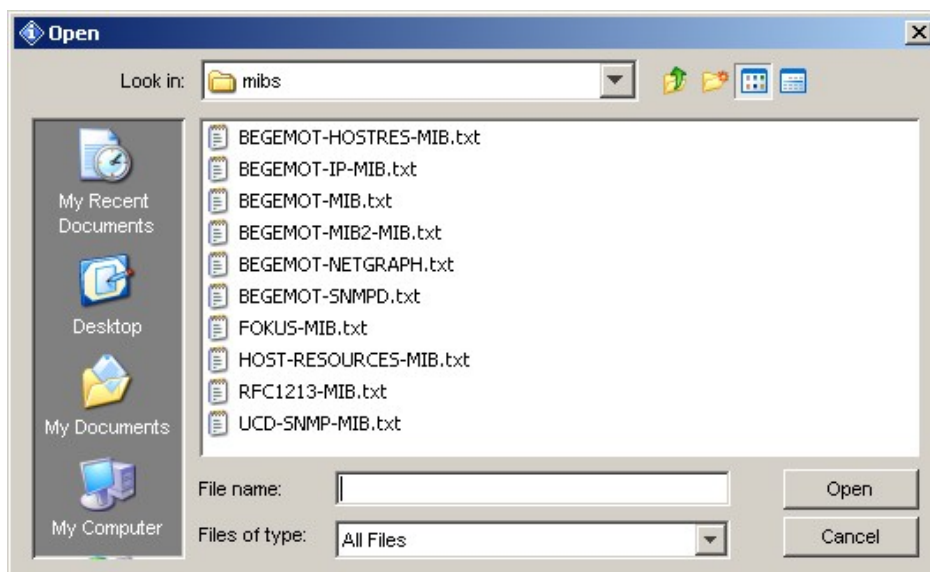 Open
Look in: mibs
My Recent
Documents
Desktop
My Documents
My Computer
BEGEMOT-HOSTRES-MIB.txt
BEGEMOT-IP-MIB.txt
BEGEMOT-MIB.txt
BEGEMOT-MIB2-MIB.txt
BEGEMOT-NETGRAPH.txt
BEGEMOT-SNMPD.txt
FOKUS-MIB.txt
HOST-RESOURCES-MIB.txt
RFC1213-MIB.txt
UCD-SNMP-MIB.txt
File name: Open
Files of type: All Files Cancel